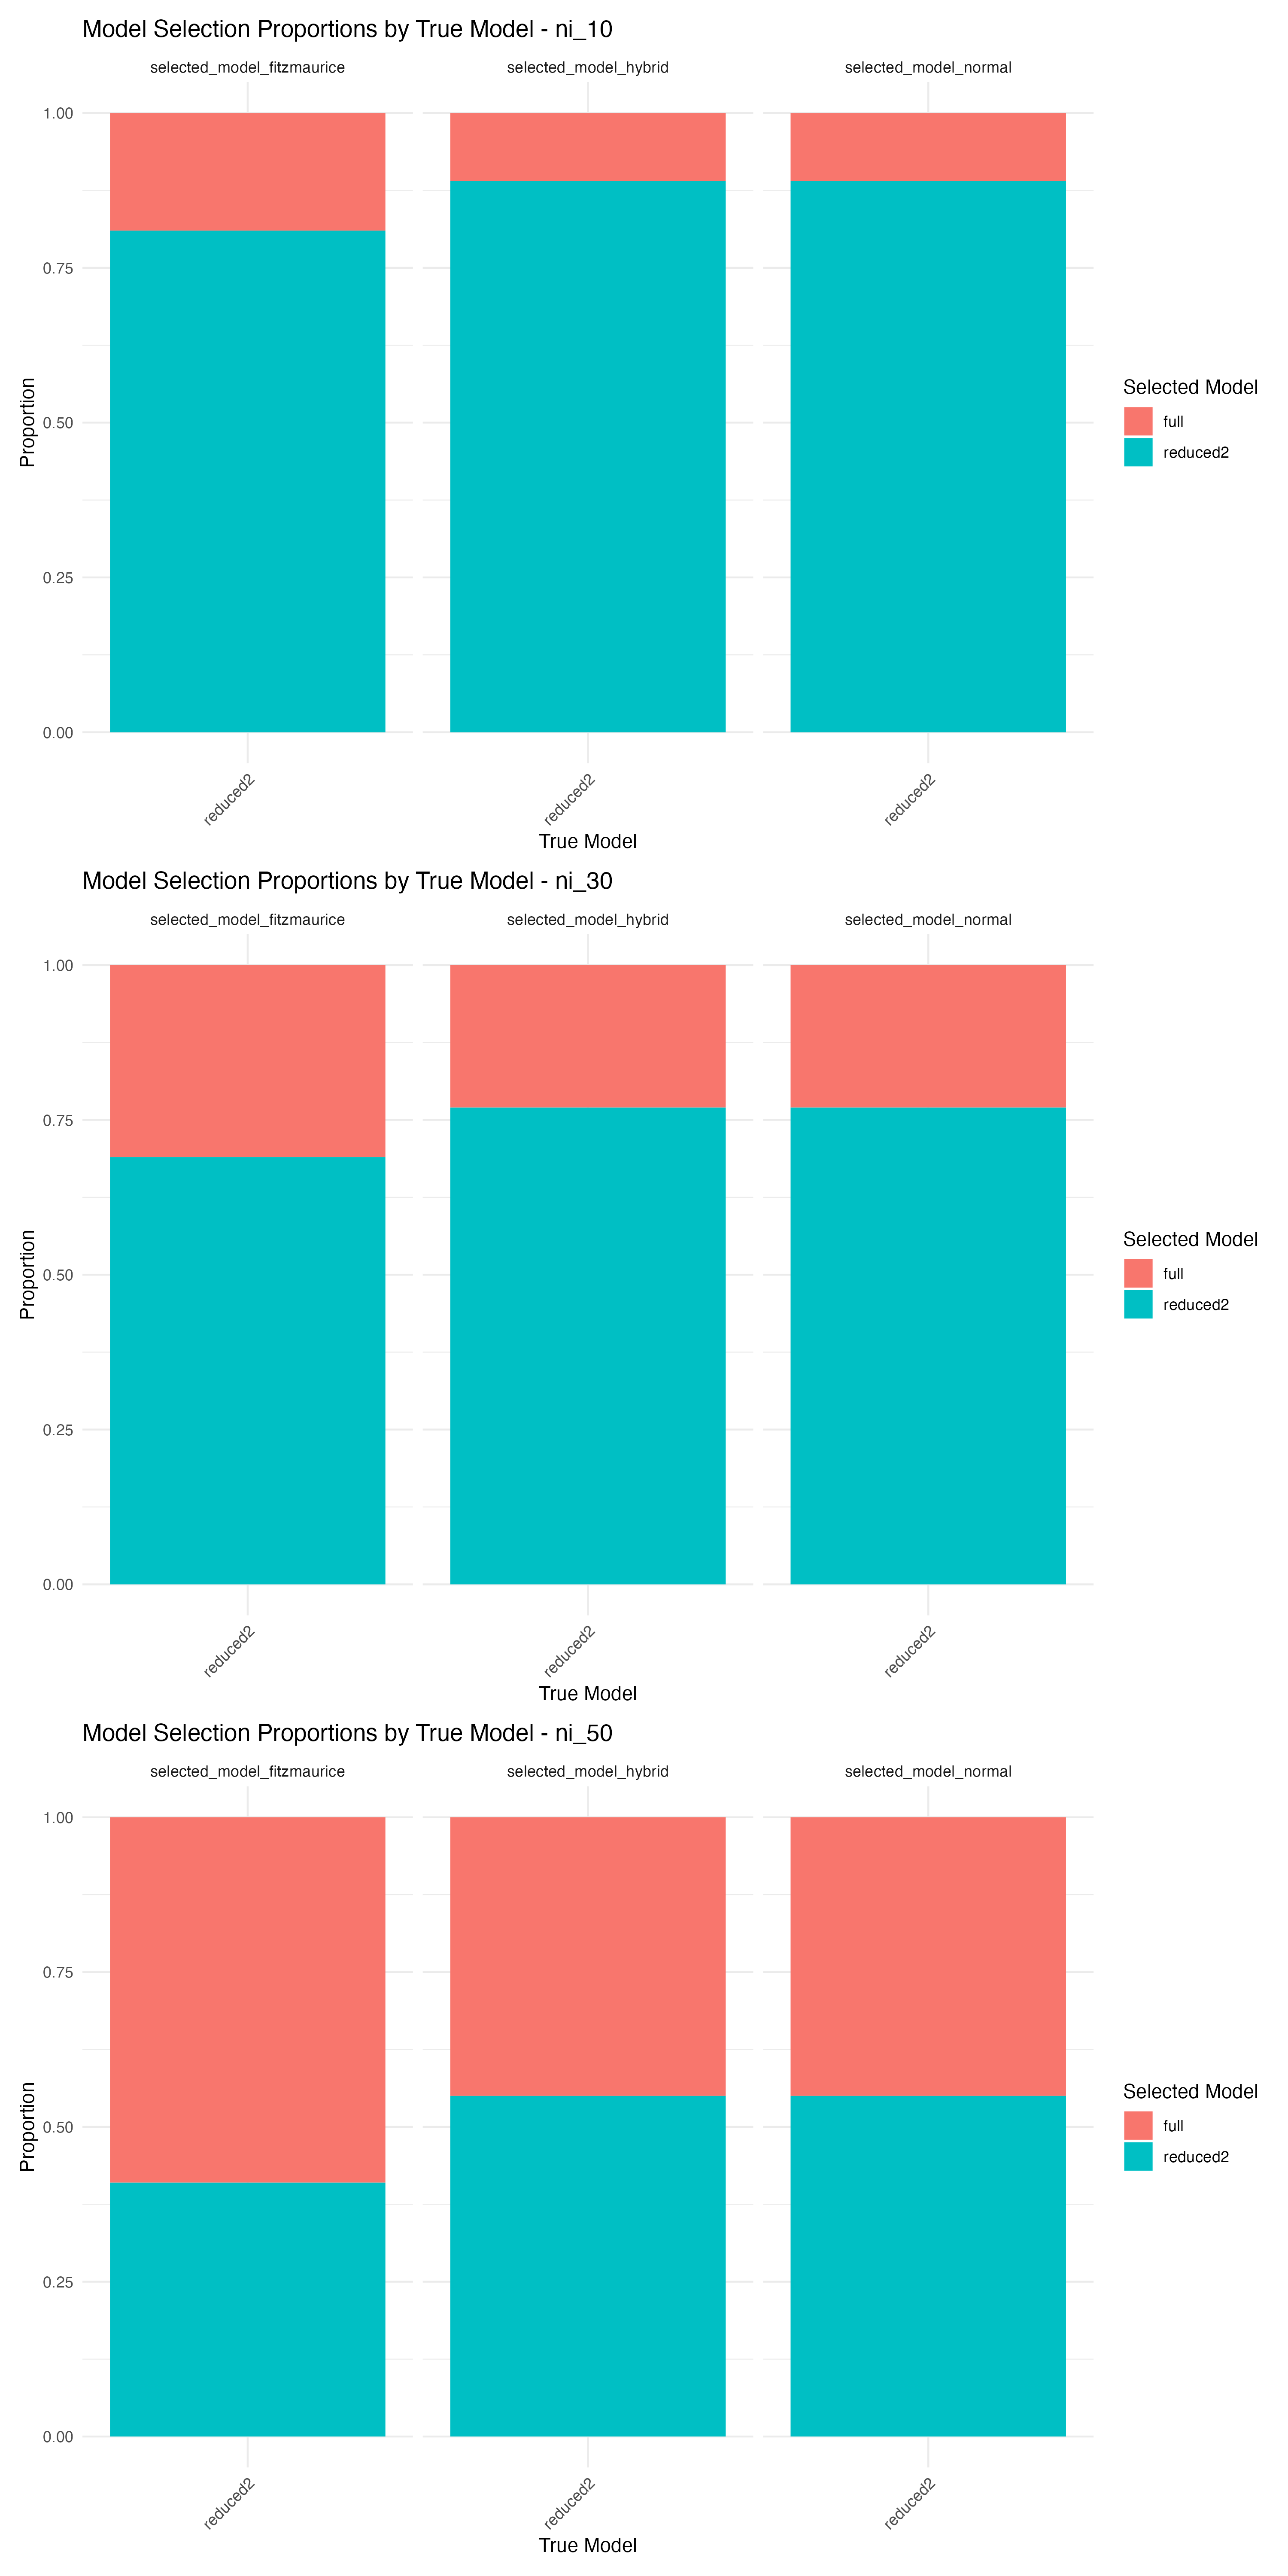 Model Selection Proportions by True Model - ni_10
selected_model_fitzmaurice selected_model_hybrid selected_model_normal
1.00
0.75
0.50
0.25
0.00
Proportion
reduced2 reduced2 reduced2
True Model
Selected Model
full
reduced2
Model Selection Proportions by True Model - ni_30
selected_model_fitzmaurice selected_model_hybrid selected_model_normal
1.00
0.75
0.50
0.25
0.00
Proportion
reduced2 reduced2 reduced2
True Model
Selected Model
full
reduced2
Model Selection Proportions by True Model - ni_50
selected_model_fitzmaurice selected_model_hybrid selected_model_normal
1.00
0.75
0.50
0.25
0.00
Proportion
reduced2 reduced2 reduced2
True Model
Selected Model
full
reduced2